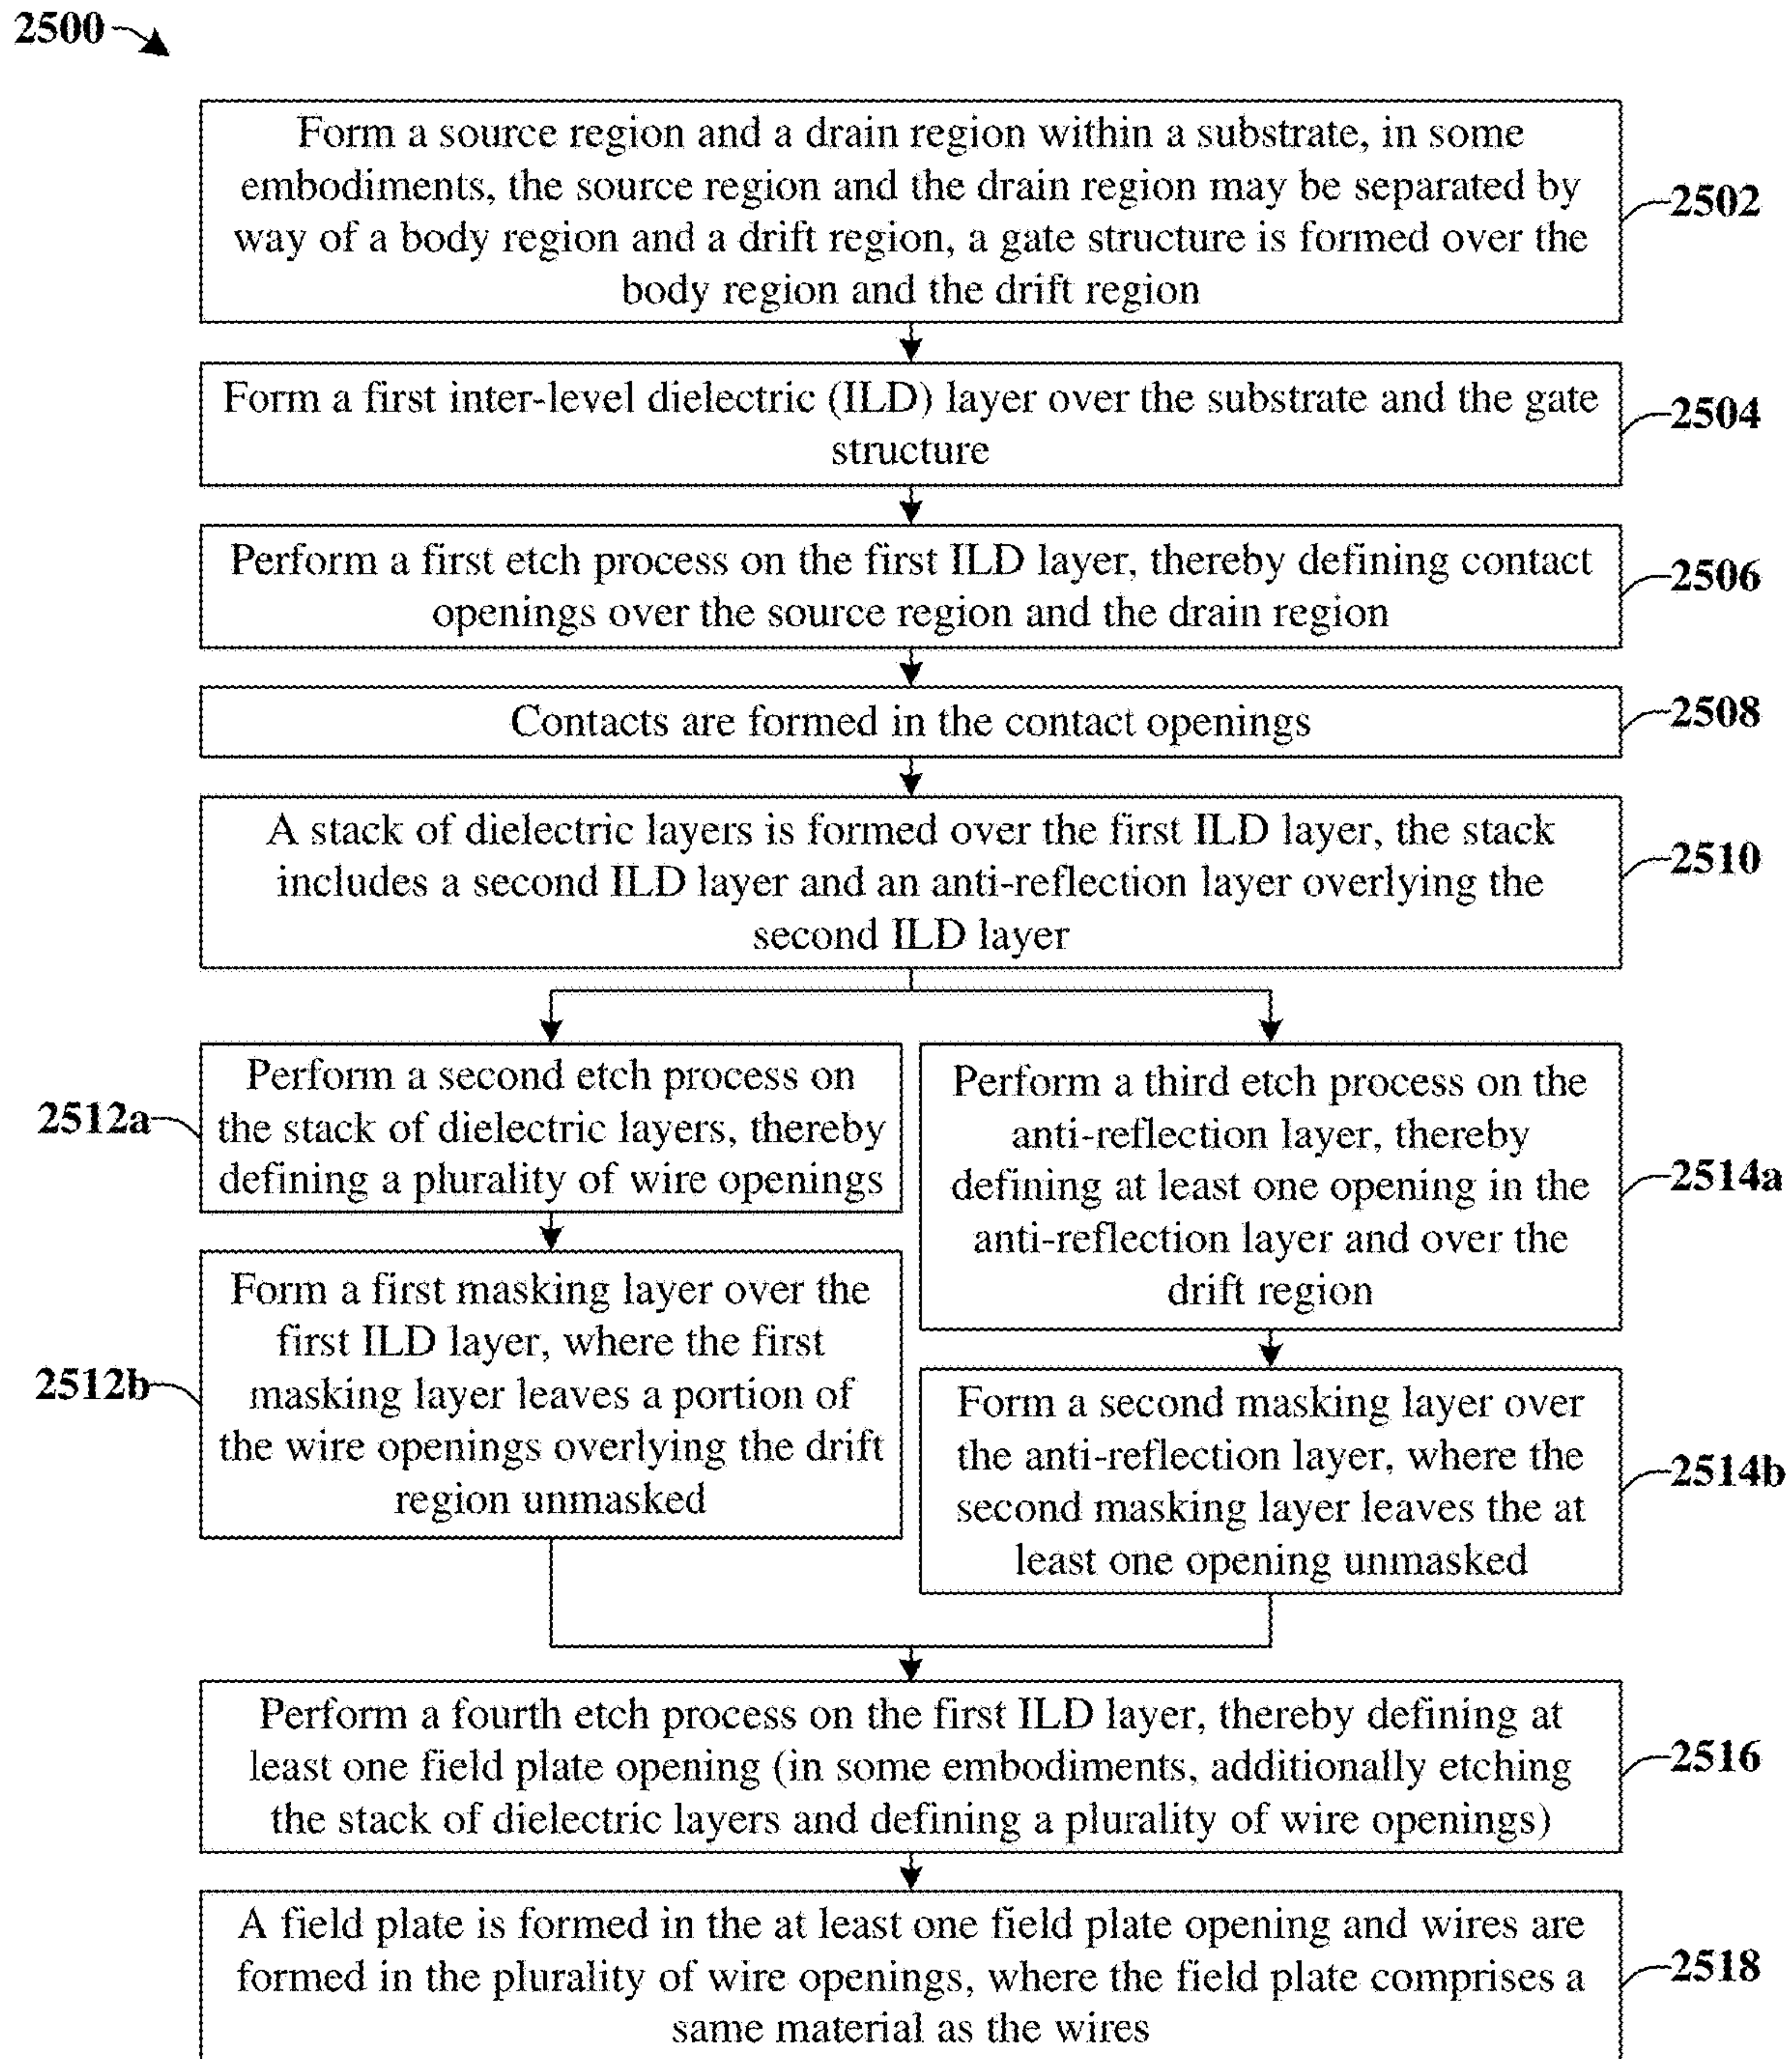 2500
Form a source region and a drain region within a substrate, in some
embodiments, the source region and the drain region may be separated by
way of a body region and a drift region, a gate structure is formed over the
body region and the drift region
2502
Form a first inter-level dielectric (ILD) layer over the substrate and the gate
structure
2504
Perform a first etch process on the first ILD layer, thereby defining contact
openings over the source region and the drain region
2506
Contacts are formed in the contact openings
2508
A stack of dielectric layers is formed over the first ILD layer, the stack
includes a second ILD layer and an anti-reflection layer overlying the
second ILD layer
2510
2512a
Perform a second etch process on
the stack of dielectric layers, thereby
defining a plurality of wire openings
2512b
Form a first masking layer over the
first ILD layer, where the first
masking layer leaves a portion of
the wire openings overlying the drift
region unmasked
Perform a third etch process on the
anti-reflection layer, thereby
defining at least one opening in the
anti-reflection layer and over the
drift region
2514a
Form a second masking layer over
the anti-reflection layer, where the
second masking layer leaves the at
least one opening unmasked
2514b
Perform a fourth etch process on the first ILD layer, thereby defining at
least one field plate opening (in some embodiments, additionally etching
the stack of dielectric layers and defining a plurality of wire openings)
2516
A field plate is formed in the at least one field plate opening and wires are
formed in the plurality of wire openings, where the field plate comprises a
same material as the wires
2518